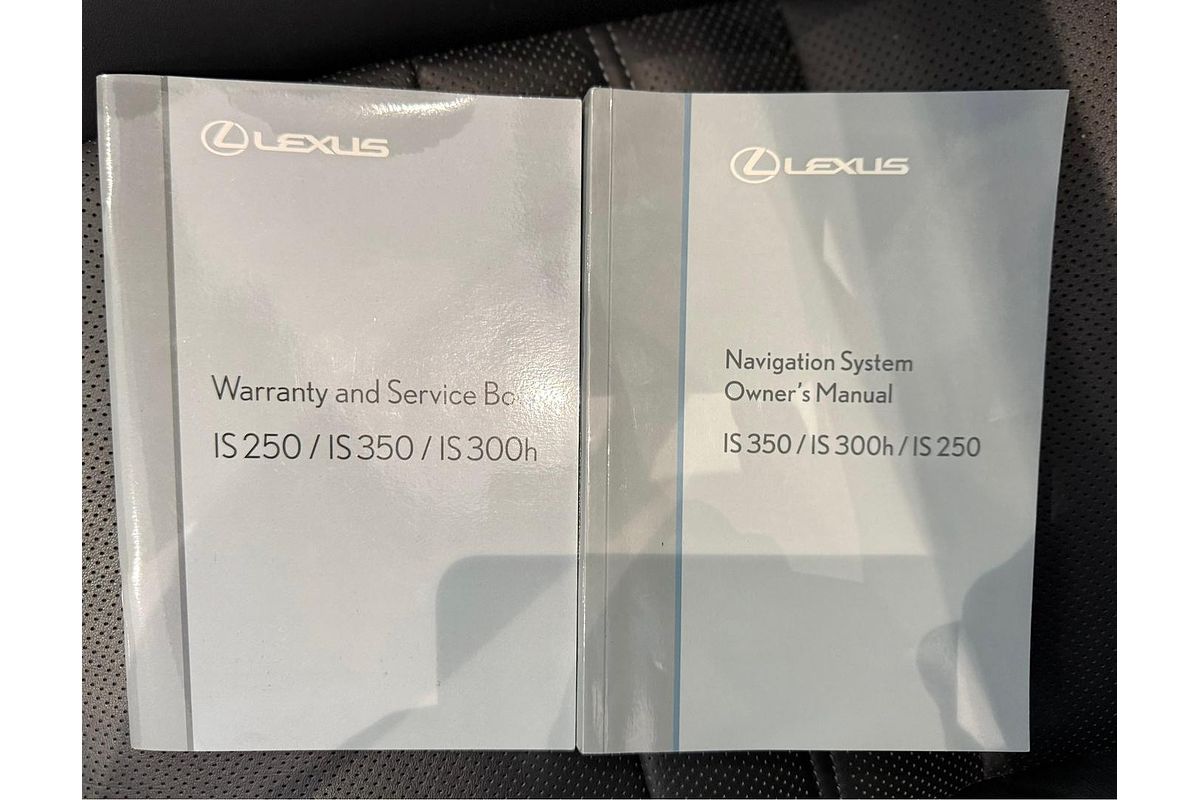 LEXUS
Warranty and Service
IS 250 / IS 350 / IS 300h
LEXUS
Navigation System
Owner's Manual
IS 350 / IS 300h / IS 250